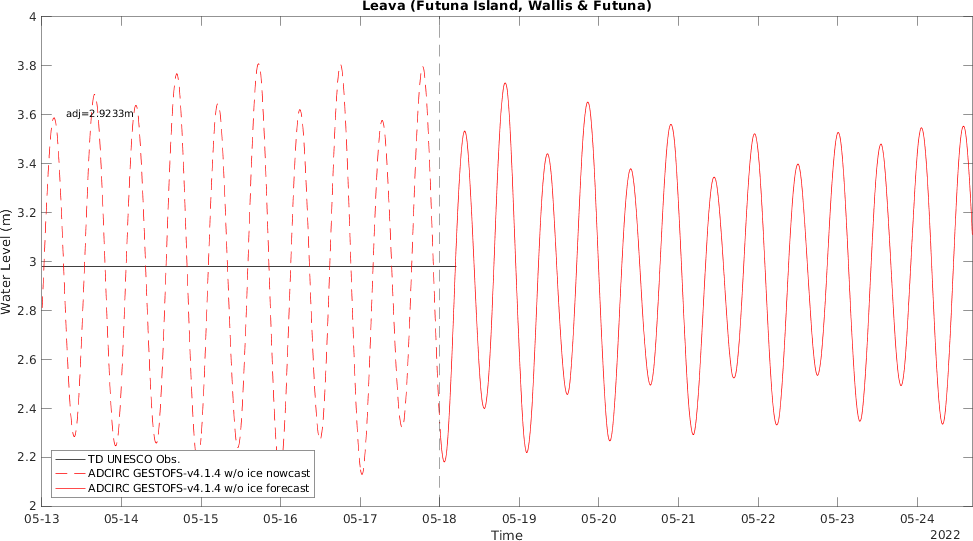 Leava (Futuna Island, Wallis & Futuna)
4
3.8
3.6
3.4
3.2
3
2.8
2.6
2.4
2.2
2
Water Level (m)
adj=2.9233m
TD UNESCO Obs.
ADCIRC GESTOFS-v4.1.4 w/o ice nowcast
ADCIRC GESTOFS-v4.1.4 w/o ice forecast
05-13 05-14 05-15 05-16 05-17 05-18 05-19 05-20 05-21 05-22 05-23 05-24
Time
2022